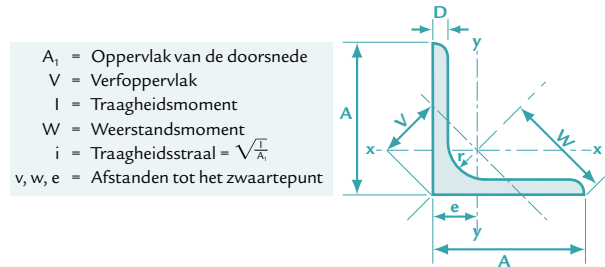 A₁ = Oppervlak van de doorsnede
V = Verfoppervlak
I = Traagheidsmoment
W = Weerstandsmoment
i = Traagheidsstraal = √I/A₁
v, w, e = Afstanden tot het zwaartepunt
D
y
A
V
W
x
x
r
e
y
A